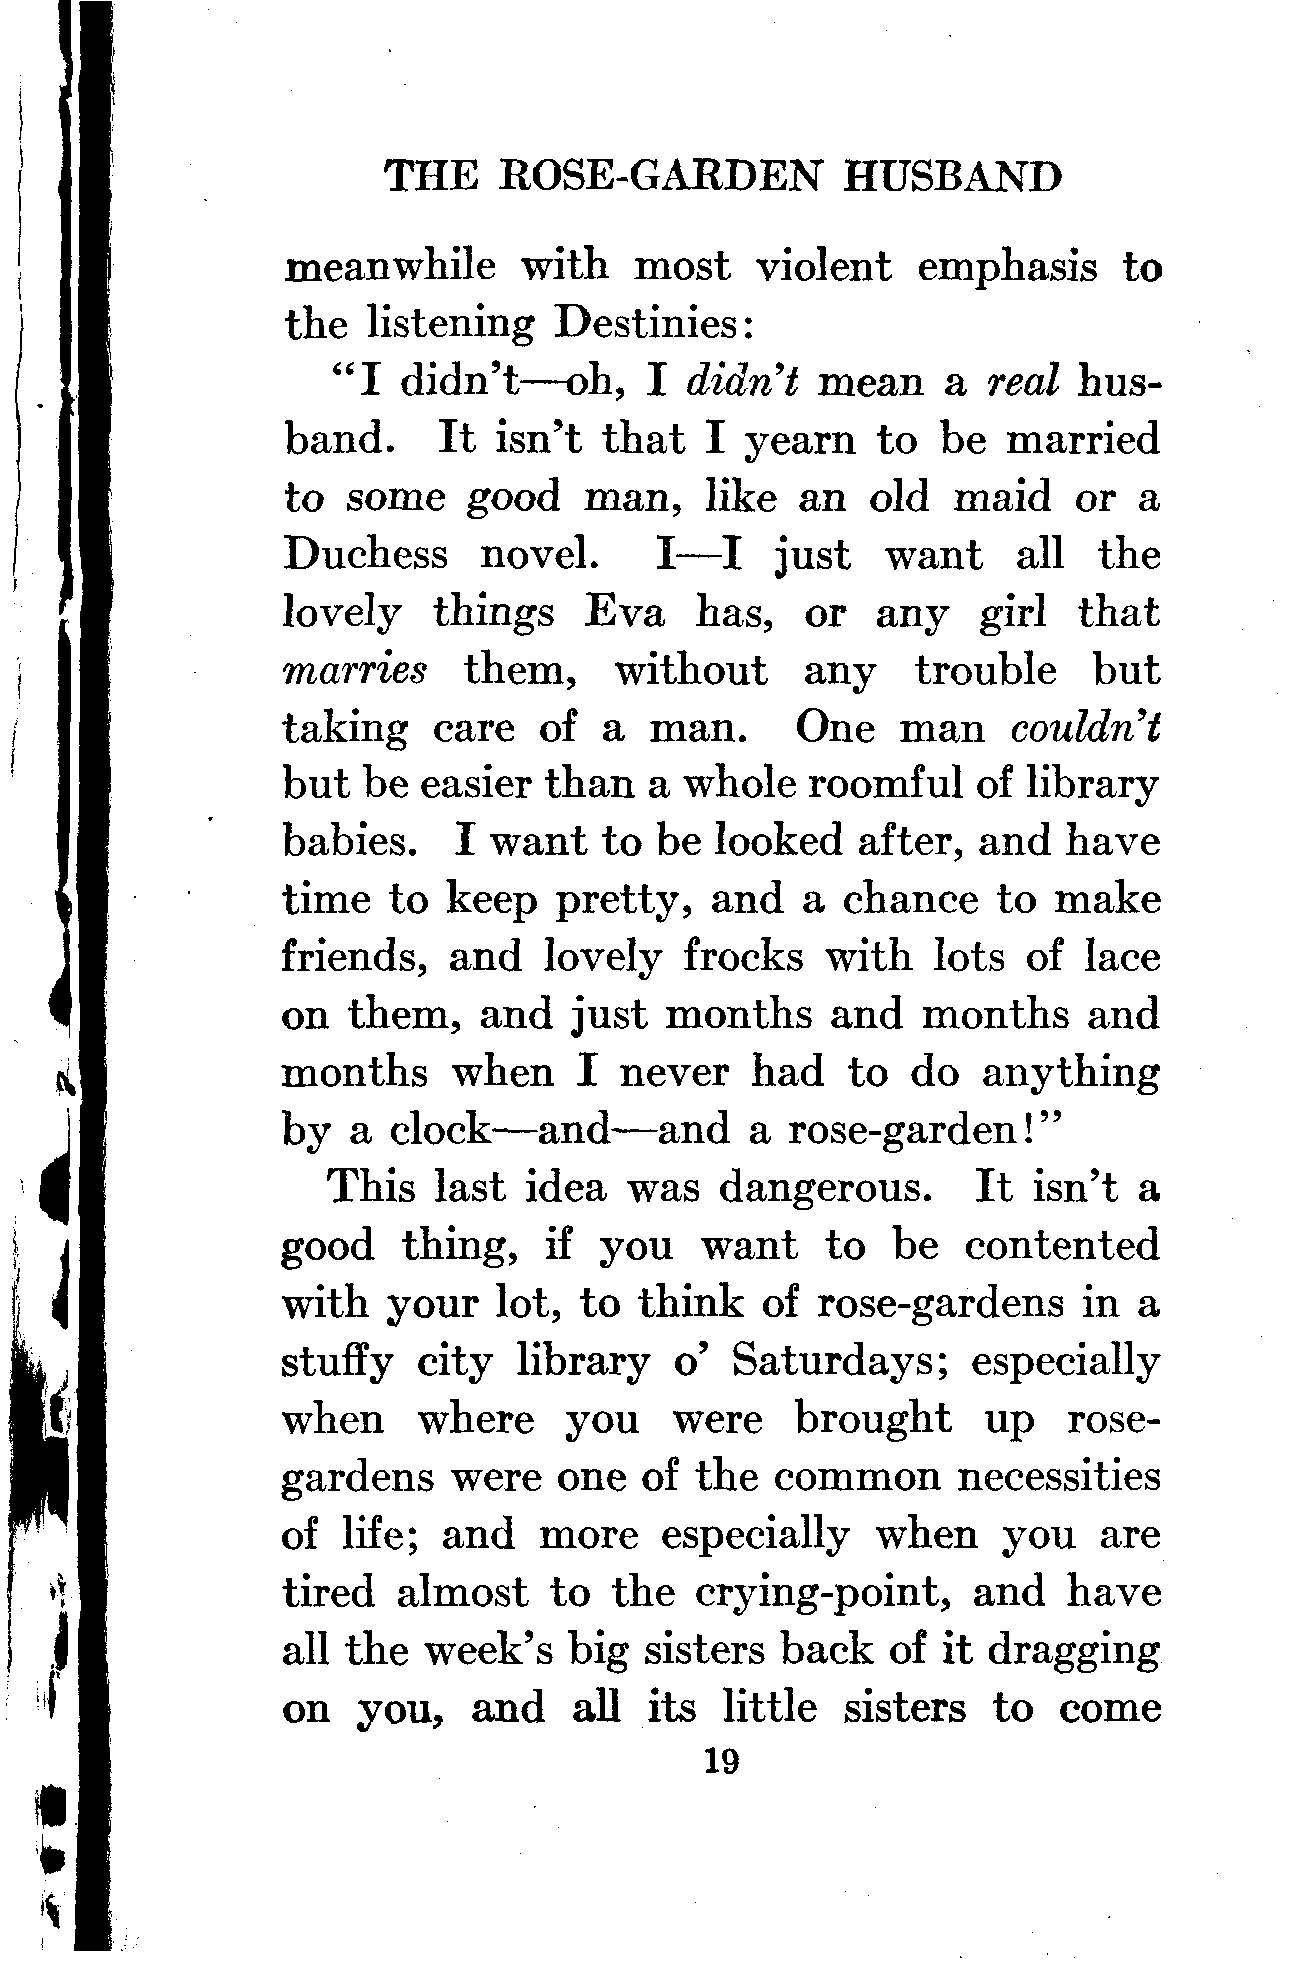 THE ROSE-GARDEN HUSBAND
meanwhile with most violent emphasis to
the listening Destinies:
“I didn’t—oh, I didn’t mean a real hus-
band. It isn’t that I yearn to be married
to some good man, like an old maid or a
Duchess novel. I—I just want all the
lovely things Eva has, or any girl that
marries them, without any trouble but
taking care of a man. One man couldn’t
but be easier than a whole roomful of library
babies. I want to be looked after, and have
time to keep pretty, and a chance to make
friends, and lovely frocks with lots of lace
on them, and just months and months and
months when I never had to do anything
by a clock—and—and a rose-garden!”
This last idea was dangerous. It isn’t a
good thing, if you want to be contented
with your lot, to think of rose-gardens in a
stuffy city library o’ Saturdays; especially
when where you were brought up rose-
gardens were one of the common necessities
of life; and more especially when you are
tired almost to the crying-point, and have
all the week’s big sisters back of it dragging
on you, and all its little sisters to come
19